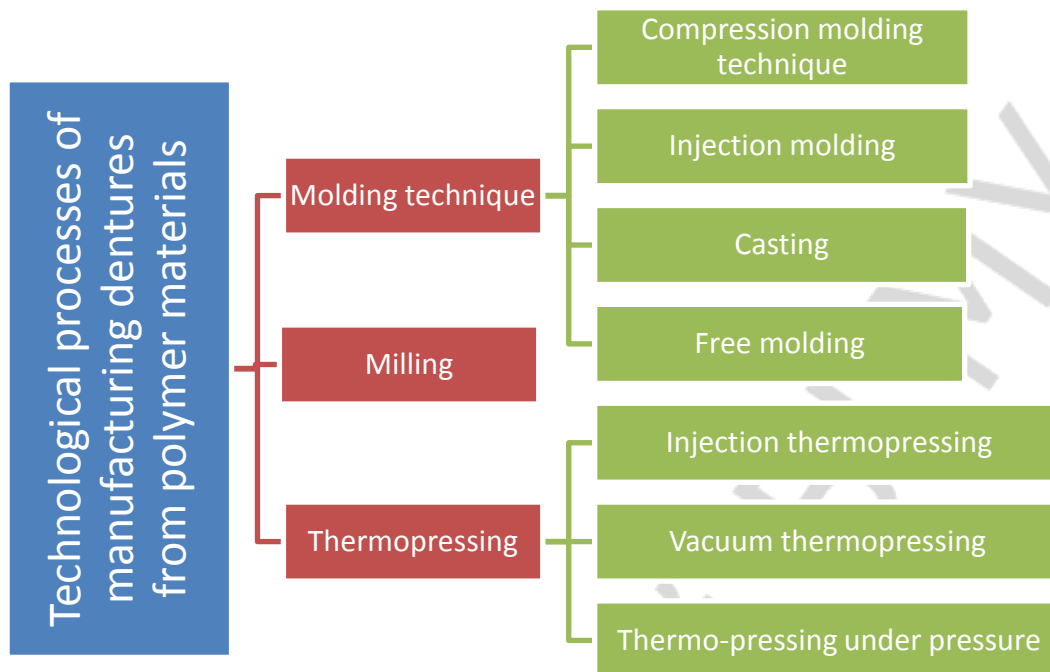 Technological processes of
manufacturing dentures
from polymer materials
Molding technique
Compression molding
technique
Injection molding
Casting
Free molding
Milling
Thermopressing
Injection thermopressing
Vacuum thermopressing
Thermo-pressing under pressure